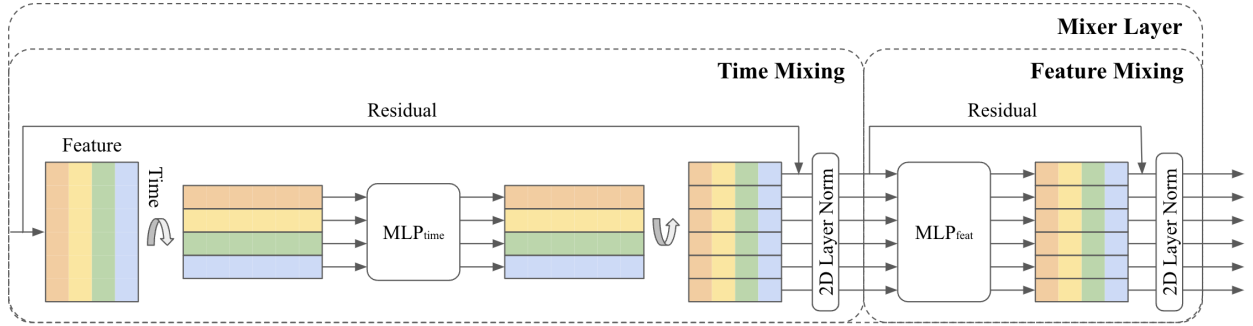 Mixer Layer
Time Mixing
Feature Mixing
Residual
Residual
Feature
Time
MLPtime
2D Layer Norm
MLPfeat
2D Layer Norm